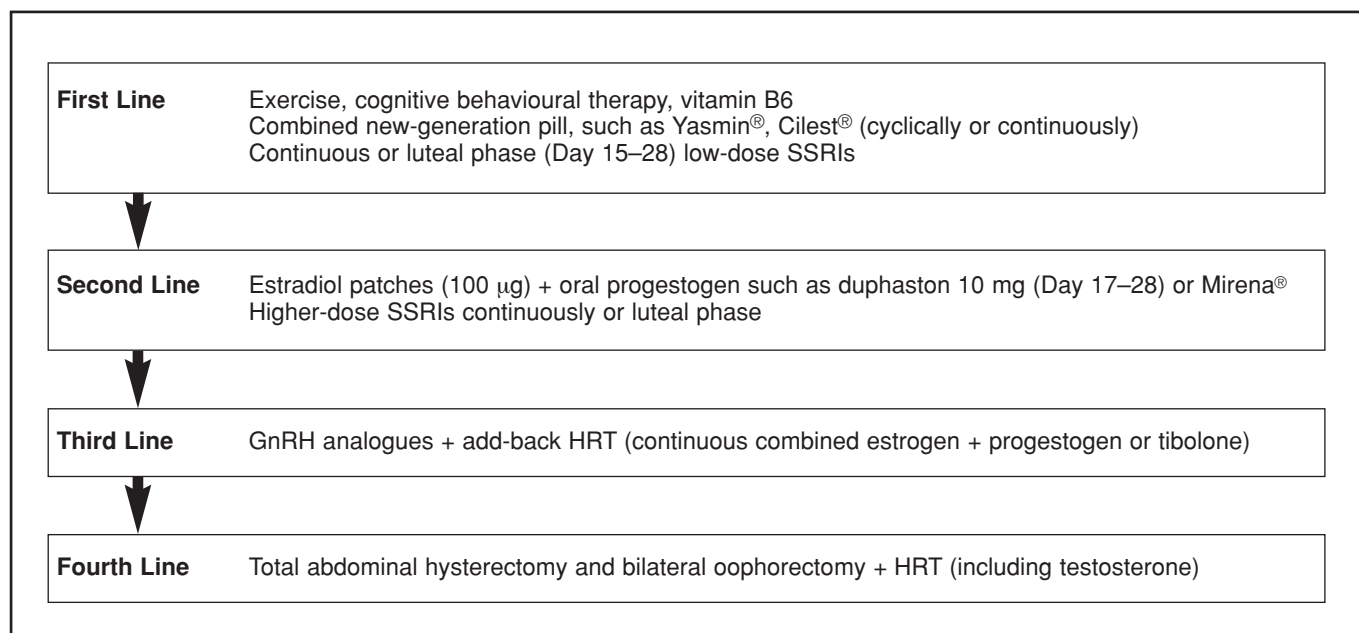 First Line Exercise, cognitive behavioural therapy, vitamin B6
Combined new-generation pill, such as Yasmin®, Cilest® (cyclically or continuously)
Continuous or luteal phase (Day 15–28) low-dose SSRIs
Second Line Estradiol patches (100 μg) + oral progestogen such as duphaston 10 mg (Day 17–28) or Mirena®
Higher-dose SSRIs continuously or luteal phase
Third Line GnRH analogues + add-back HRT (continuous combined estrogen + progestogen or tibolone)
Fourth Line Total abdominal hysterectomy and bilateral oophorectomy + HRT (including testosterone)